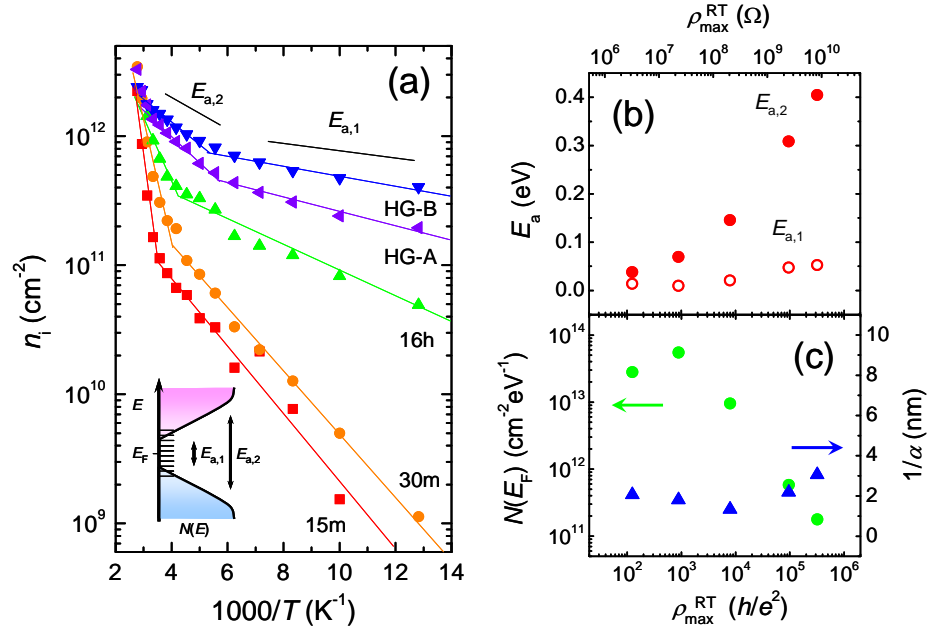 (a)
E_a,2
E_a,1
HG-B
HG-A
16h
30m
15m
n_i (cm^-2)
10^12
10^11
10^10
10^9
E
E_F
E_a,1
E_a,2
N(E)
2 4 6 8 10 12 14
1000/T (K^-1)
ρ_max^RT (Ω)
10^6 10^7 10^8 10^9 10^10
(b)
E_a,2
E_a,1
E_a (eV)
0.4
0.3
0.2
0.1
0.0
(c)
N(E_F) (cm^-2eV^-1)
10^14
10^13
10^12
10^11
10
8
6
4
2
0
1/α (nm)
10^2 10^3 10^4 10^5 10^6
ρ_max^RT (h/e^2)